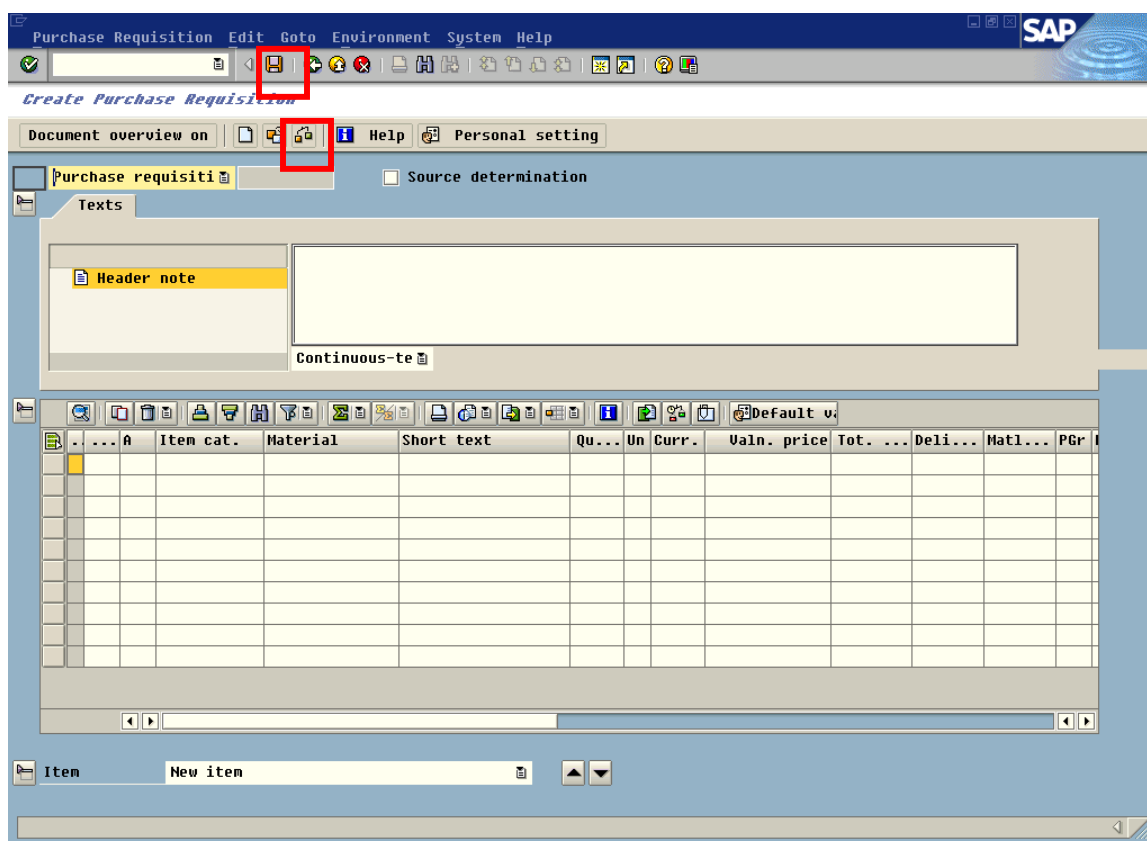 SAP
Purchase Requisition Edit Goto Environment System Help
Create Purchase Requisition
Document overview on Help Personal setting
Purchase requisiti Source determination
Texts
Header note
Continuous-te
Default va
. ... A Item cat. Material Short text Qu... Un Curr. Valn. price Tot. ... Deli... Matl... PGr
Item New item